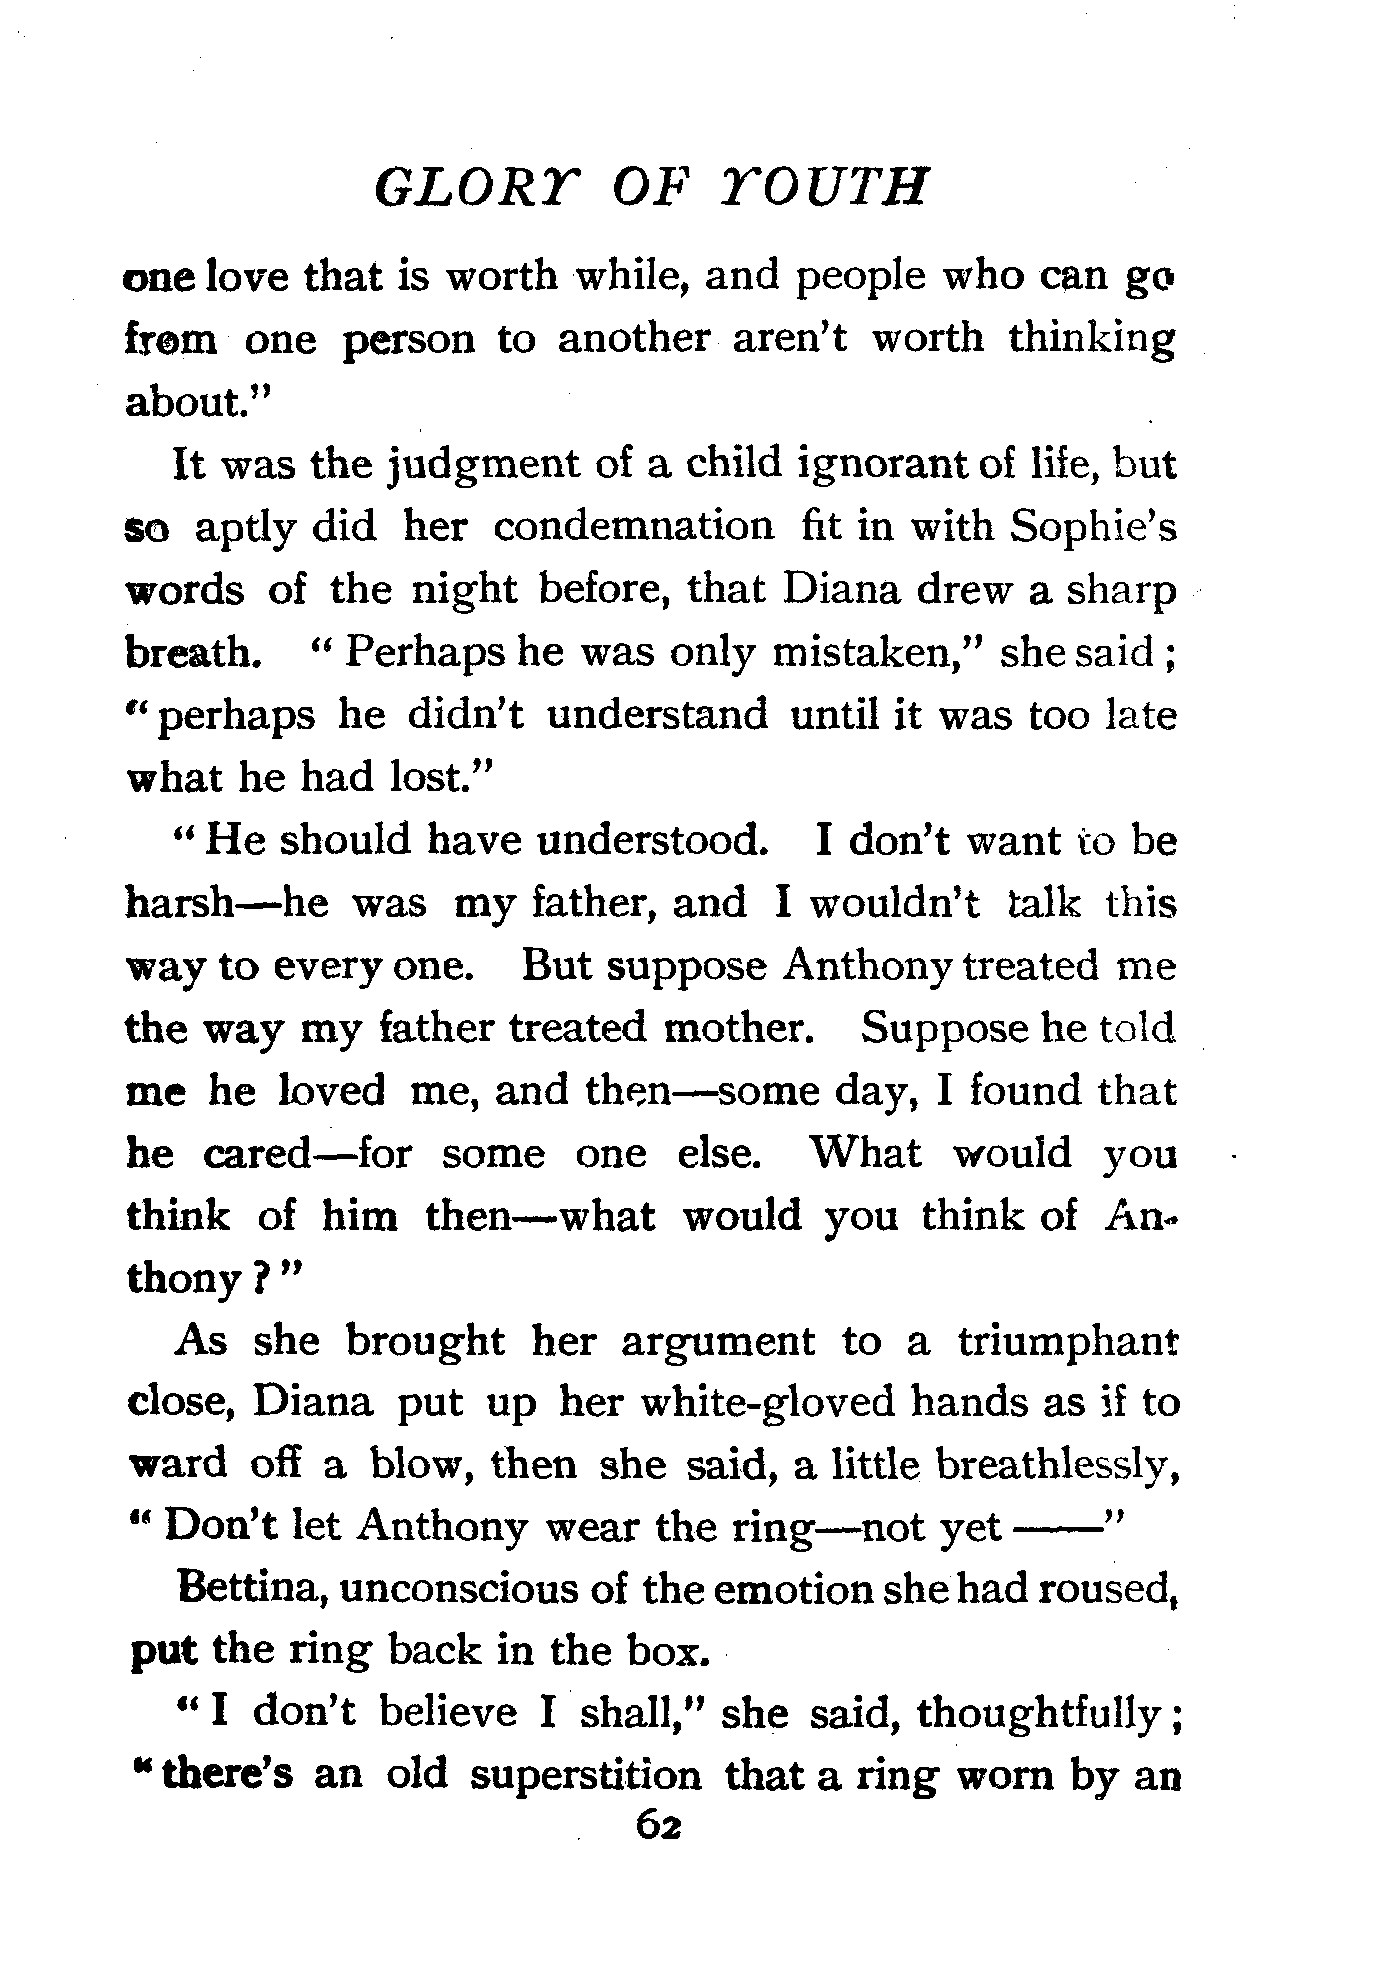 GLORY OF YOUTH
one love that is worth while, and people who can go
from one person to another aren't worth thinking
about."
It was the judgment of a child ignorant of life, but
so aptly did her condemnation fit in with Sophie's
words of the night before, that Diana drew a sharp
breath. " Perhaps he was only mistaken," she said ;
" perhaps he didn't understand until it was too late
what he had lost."
" He should have understood. I don't want to be
harsh—he was my father, and I wouldn't talk this
way to every one. But suppose Anthony treated me
the way my father treated mother. Suppose he told
me he loved me, and then—some day, I found that
he cared—for some one else. What would you
think of him then—what would you think of An-
thony ? "
As she brought her argument to a triumphant
close, Diana put up her white-gloved hands as if to
ward off a blow, then she said, a little breathlessly,
" Don't let Anthony wear the ring—not yet ——"
Bettina, unconscious of the emotion she had roused,
put the ring back in the box.
" I don't believe I shall," she said, thoughtfully ;
" there's an old superstition that a ring worn by an
62